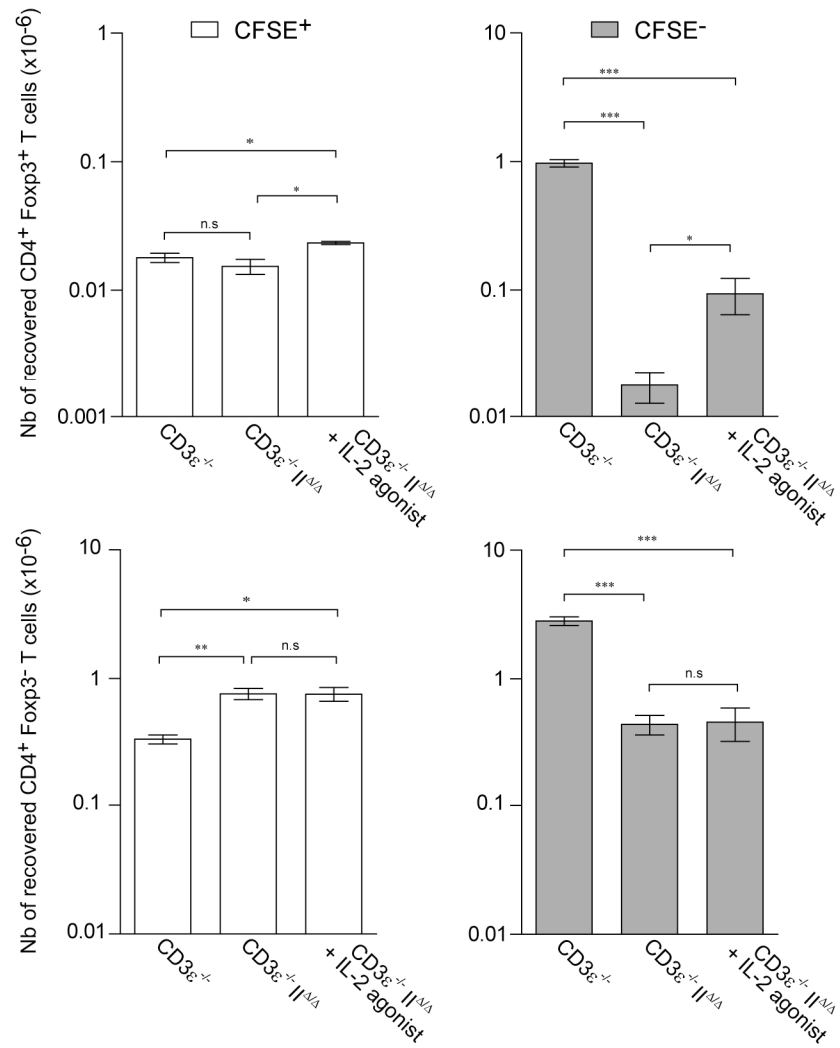 CFSE+
CFSE-
Nb of recovered CD4+ Foxp3+ T cells (x10-6)
1
0.1
0.01
0.001
*
*
n.s
CD3ε-/-
CD3ε-/- IIΔ/Δ
CD3ε-/- IIΔ/Δ
+ IL-2 agonist
10
1
0.1
0.01
***
***
*
CD3ε-/-
CD3ε-/- IIΔ/Δ
CD3ε-/- IIΔ/Δ
+ IL-2 agonist
Nb of recovered CD4+ Foxp3- T cells (x10-6)
10
1
0.1
0.01
*
**
n.s
CD3ε-/-
CD3ε-/- IIΔ/Δ
CD3ε-/- IIΔ/Δ
+ IL-2 agonist
10
1
0.1
0.01
***
***
n.s
CD3ε-/-
CD3ε-/- IIΔ/Δ
CD3ε-/- IIΔ/Δ
+ IL-2 agonist